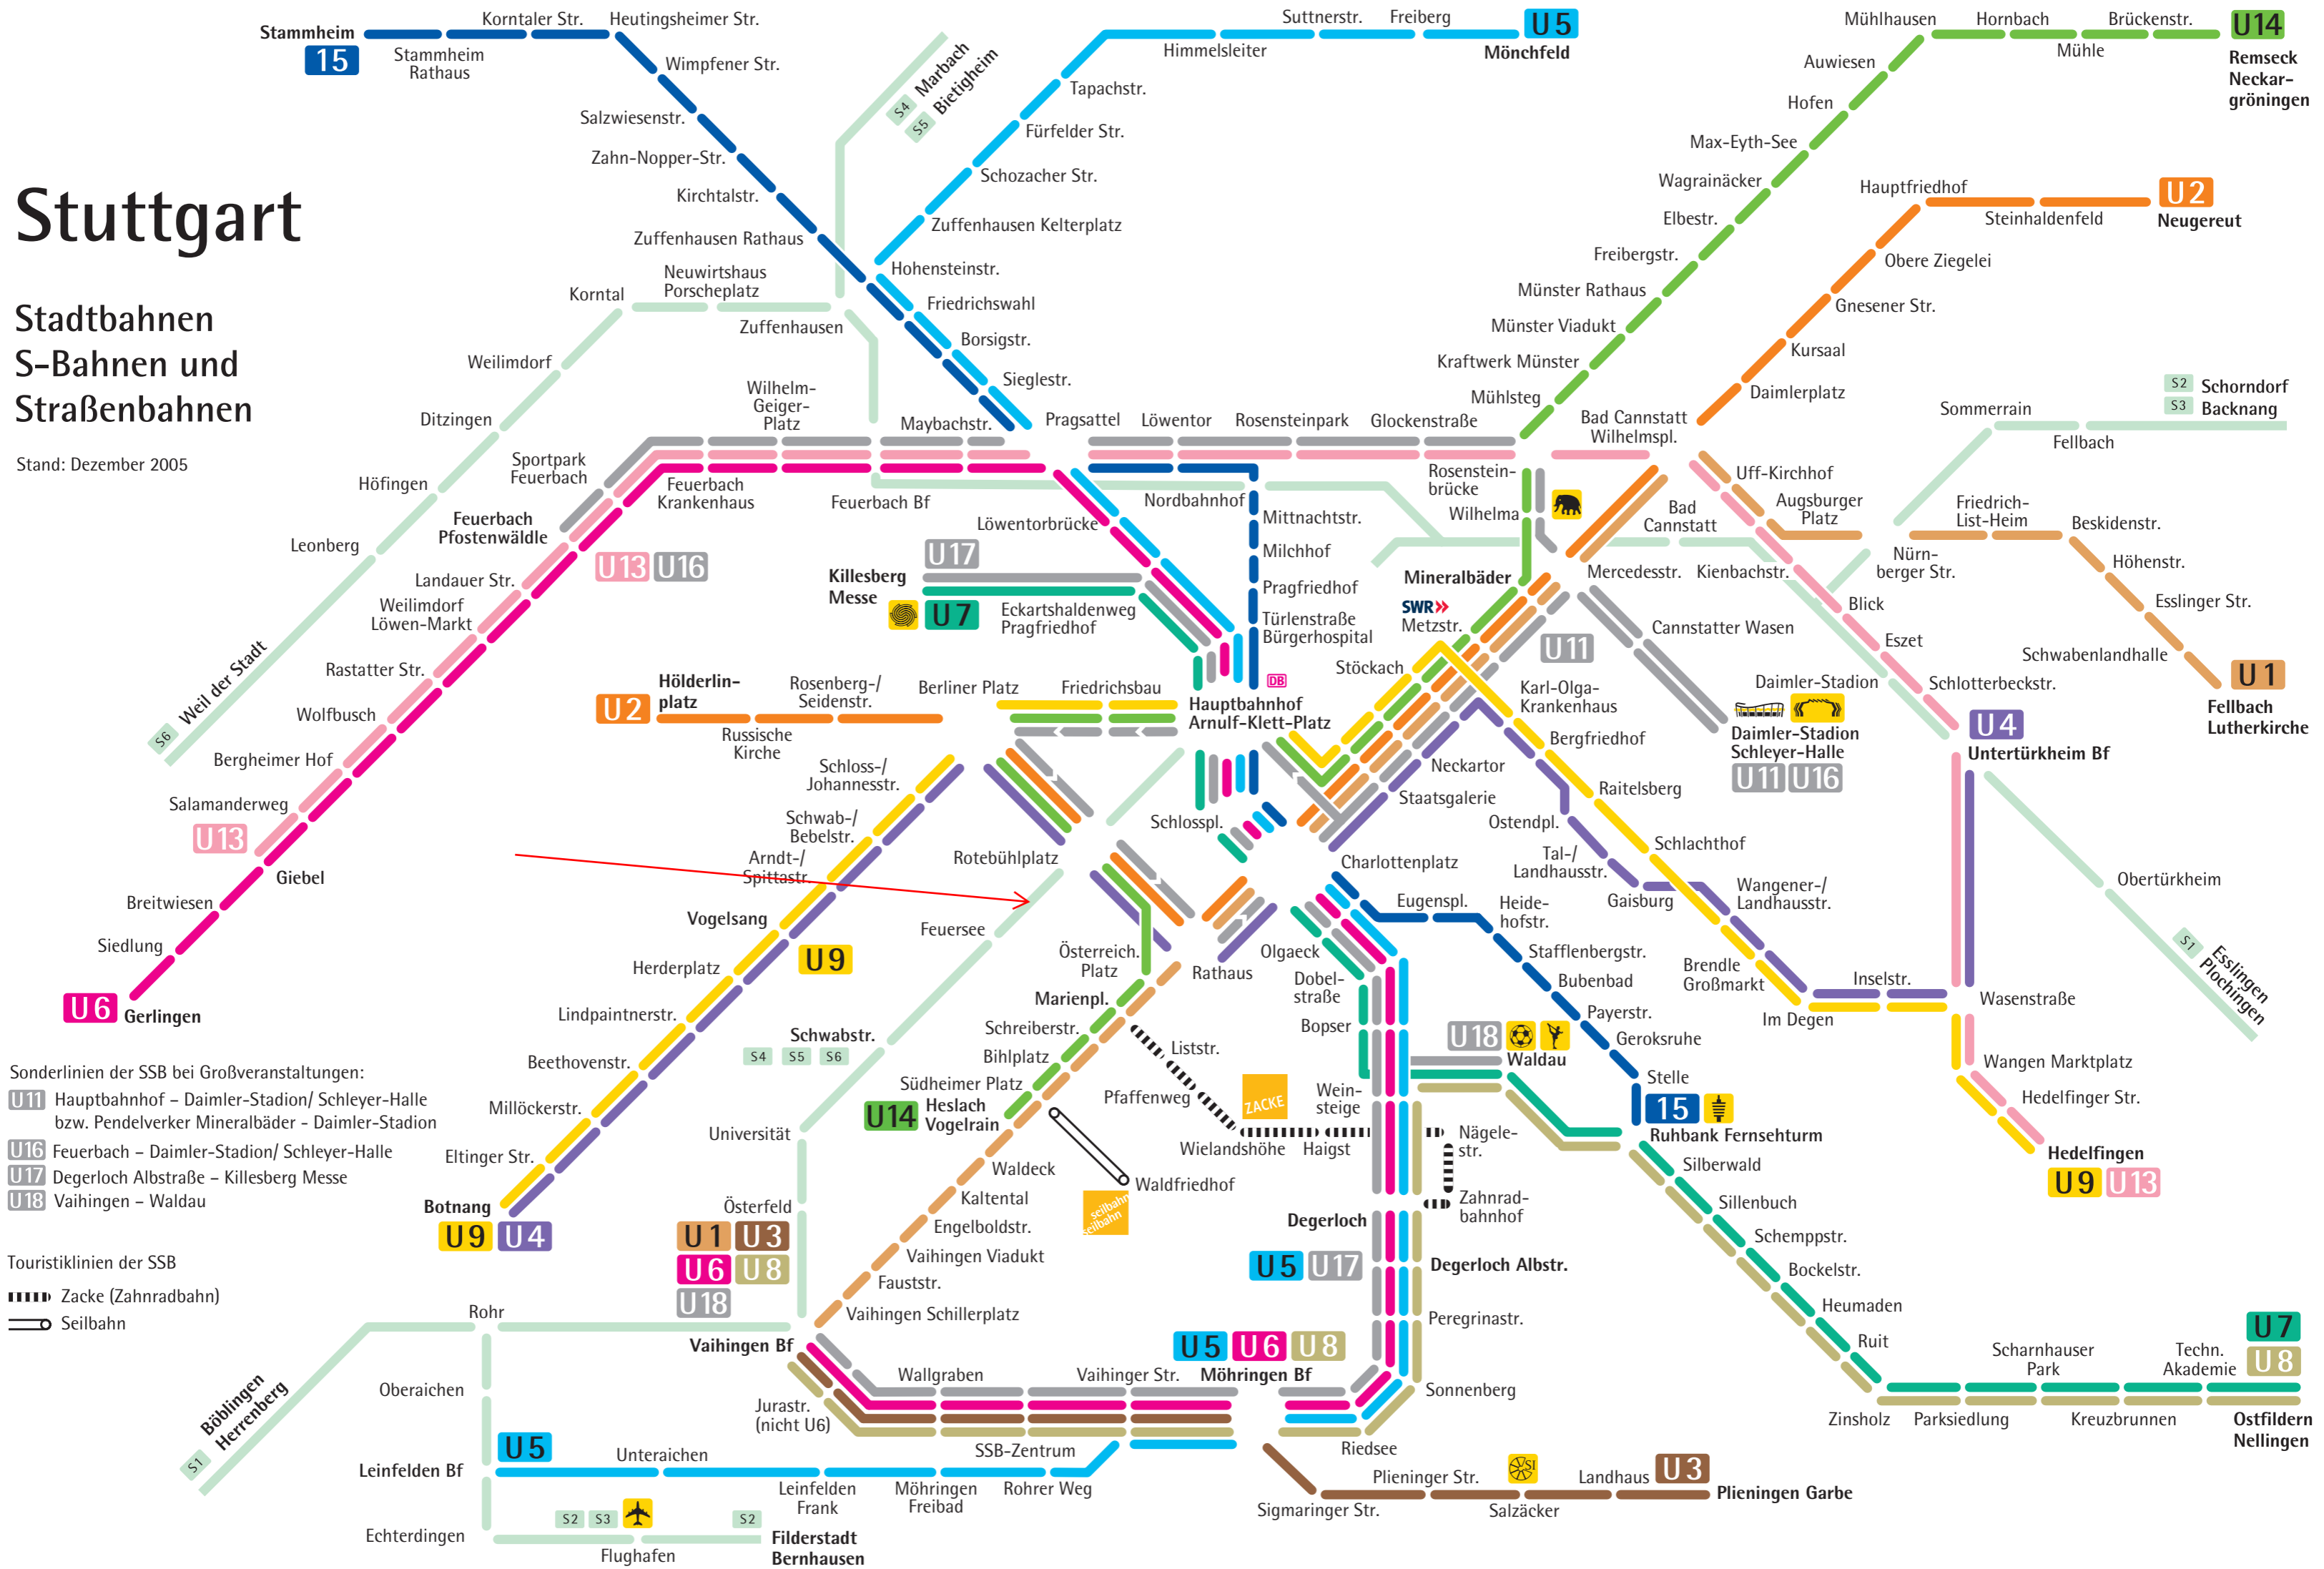 Stuttgart
Stadtbahnen
S-Bahnen und
Straßenbahnen
Stand: Dezember 2005
Stammheim
15
Stammheim
Rathaus
Korntaler Str.
Heutingsheimer Str.
Wimpfener Str.
Salzwiesenstr.
Zahn-Nopper-Str.
Kirchtalstr.
Zuffenhausen Rathaus
S4 Marbach
S5 Bietigheim
U5
Mönchfeld
Freiberg
Suttnerstr.
Himmelsleiter
Tapachstr.
Fürfelder Str.
Schozacher Str.
Zuffenhausen Kelterplatz
Hohensteinstr.
Friedrichswahl
Borsigstr.
Sieglestr.
U14
Remseck
Neckar-
gröningen
Brückenstr.
Mühle
Hornbach
Mühlhausen
Auwiesen
Hofen
Max-Eyth-See
Wagrainäcker
Elbestr.
Freibergstr.
Münster Rathaus
Münster Viadukt
Kraftwerk Münster
Mühlsteg
U2
Neugereut
Steinhaldenfeld
Hauptfriedhof
Obere Ziegelei
Gnesener Str.
Kursaal
Daimlerplatz
S2 Schorndorf
S3 Backnang
Sommerrain
Fellbach
Neuwirtshaus
Porscheplatz
Korntal
Zuffenhausen
Weilimdorf
Ditzingen
Höfingen
Leonberg
S6 Weil der Stadt
Wilhelm-
Geiger-
Platz
Maybachstr.
Pragsattel
Löwentor
Rosensteinpark
Glockenstraße
Bad Cannstatt
Wilhelmspl.
Sportpark
Feuerbach
Feuerbach
Krankenhaus
Feuerbach Bf
Nordbahnhof
Rosenstein-
brücke
Wilhelma
Uff-Kirchhof
Augsburger
Platz
Bad
Cannstatt
Friedrich-
List-Heim
Beskidenstr.
Nürn-
berger Str.
Höhenstr.
Esslinger Str.
Schwabenlandhalle
U1
Fellbach
Lutherkirche
Feuerbach
Pfostenwäldle
U13 U16
Landauer Str.
Weilimdorf
Löwen-Markt
Rastatter Str.
Wolfbusch
Bergheimer Hof
Salamanderweg
U13
Giebel
Breitwiesen
Siedlung
U6 Gerlingen
Löwentorbrücke
U17
Killesberg
Messe
U7
Eckartshaldenweg
Pragfriedhof
Mittnachtstr.
Milchhof
Pragfriedhof
Türlenstraße
Bürgerhospital
Mineralbäder
SWR
Metzstr.
Stöckach
Mercedesstr.
Kienbachstr.
Blick
Eszet
Schlotterbeckstr.
Cannstatter Wasen
U11
Daimler-Stadion
Daimler-Stadion
Schleyer-Halle
U11 U16
U4
Untertürkheim Bf
U2
Hölderlin-
platz
Rosenberg-/
Seidenstr.
Russische
Kirche
Berliner Platz
Friedrichsbau
DB
Hauptbahnhof
Arnulf-Klett-Platz
Karl-Olga-
Krankenhaus
Bergfriedhof
Raitelsberg
Schlachthof
Neckartor
Staatsgalerie
Ostendpl.
Tal-/
Landhausstr.
Gaisburg
Wangener-/
Landhausstr.
Schloss-/
Johannesstr.
Schwab-/
Bebelstr.
Arndt-/
Spittastr.
Vogelsang
U9
Herderplatz
Lindpaintnerstr.
Beethovenstr.
Millöckerstr.
Eltinger Str.
Botnang
U9 U4
Schlosspl.
Rotebühlplatz
Charlottenplatz
Feuersee
Schwabstr.
S4 S5 S6
Österreich.
Platz
Rathaus
Olgaeck
Eugenspl.
Heide-
hofstr.
Stafflenbergstr.
Bubenbad
Payerstr.
Geroksruhe
Stelle
15
Ruhbank Fernsehturm
Brendle
Großmarkt
Im Degen
Inselstr.
Wasenstraße
Obertürkheim
S1 Esslingen
Plochingen
Wangen Marktplatz
Hedelfinger Str.
Hedelfingen
U9 U13
Marienpl.
Schreiberstr.
Bihlplatz
Südheimer Platz
U14 Heslach
Vogelrain
Liststr.
Pfaffenweg
ZACKE
Wielandshöhe
Haigst
Nägele-
str.
Zahnrad-
bahnhof
Dobel-
straße
Bopser
Wein-
steige
U18
Waldau
Waldfriedhof
seilbahn
seilbahn
Waldeck
Kaltental
Engelboldstr.
Vaihingen Viadukt
Fauststr.
Vaihingen Schillerplatz
Universität
Österfeld
U1 U3
U6 U8
U18
Vaihingen Bf
Degerloch
U5 U17
Degerloch Albstr.
Peregrinastr.
Sonnenberg
Riedsee
U5 U6 U8
Möhringen Bf
Vaihinger Str.
Wallgraben
Jurastr.
(nicht U6)
SSB-Zentrum
Silberwald
Sillenbuch
Schemppstr.
Bockelstr.
Heumaden
Ruit
Zinsholz
Parksiedlung
Scharnhauser
Park
Kreuzbrunnen
Techn.
Akademie
U7
U8
Ostfildern
Nellingen
Sonderlinien der SSB bei Großveranstaltungen:
U11 Hauptbahnhof – Daimler-Stadion/ Schleyer-Halle
bzw. Pendelverker Mineralbäder - Daimler-Stadion
U16 Feuerbach – Daimler-Stadion/ Schleyer-Halle
U17 Degerloch Albstraße – Killesberg Messe
U18 Vaihingen – Waldau
Touristiklinien der SSB
Zacke (Zahnradbahn)
Seilbahn
Rohr
Oberaichen
S1 Böblingen
Herrenberg
U5
Leinfelden Bf
Unteraichen
Leinfelden
Frank
Möhringen
Freibad
Rohrer Weg
Echterdingen
S2 S3
Flughafen
S2
Filderstadt
Bernhausen
Sigmaringer Str.
Plieninger Str.
SI
Salzäcker
Landhaus
U3
Plieningen Garbe